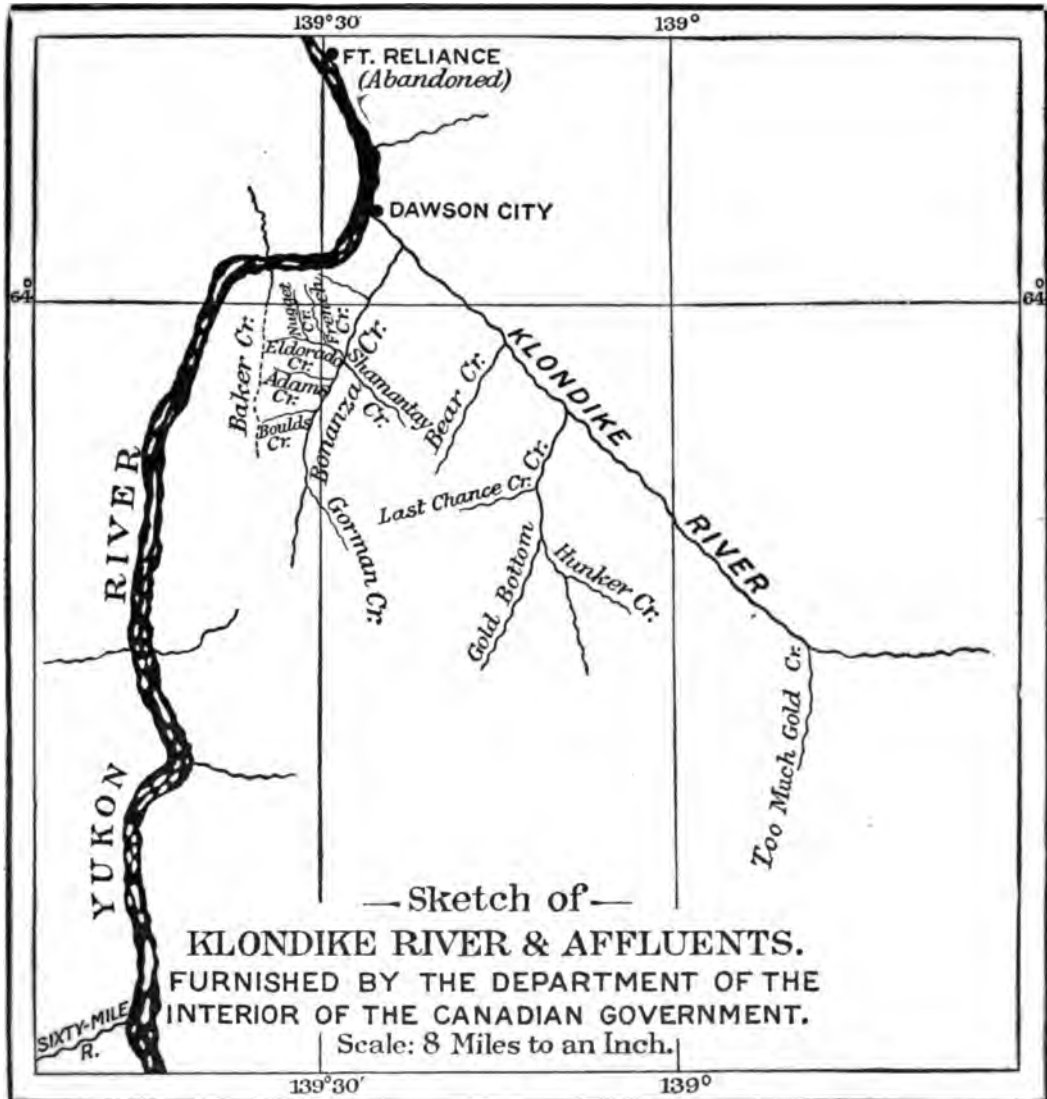 139° 30'
139°
FT. RELIANCE
(Abandoned)
DAWSON CITY
64°
64°
Nugget
Cr.
French
Cr.
Baker Cr.
Eldorado
Cr.
Adams
Cr.
Boulds
Cr.
Bonanza Cr.
Shamantay
Cr.
Bear Cr.
KLONDIKE
RIVER
Last Chance Cr.
Gorman Cr.
Gold Bottom Cr.
Hunker Cr.
Too Much Gold Cr.
YUKON RIVER
SIXTY-MILE
R.
Sketch of
KLONDIKE RIVER & AFFLUENTS.
FURNISHED BY THE DEPARTMENT OF THE
INTERIOR OF THE CANADIAN GOVERNMENT.
Scale: 8 Miles to an Inch.
139° 30'
139°